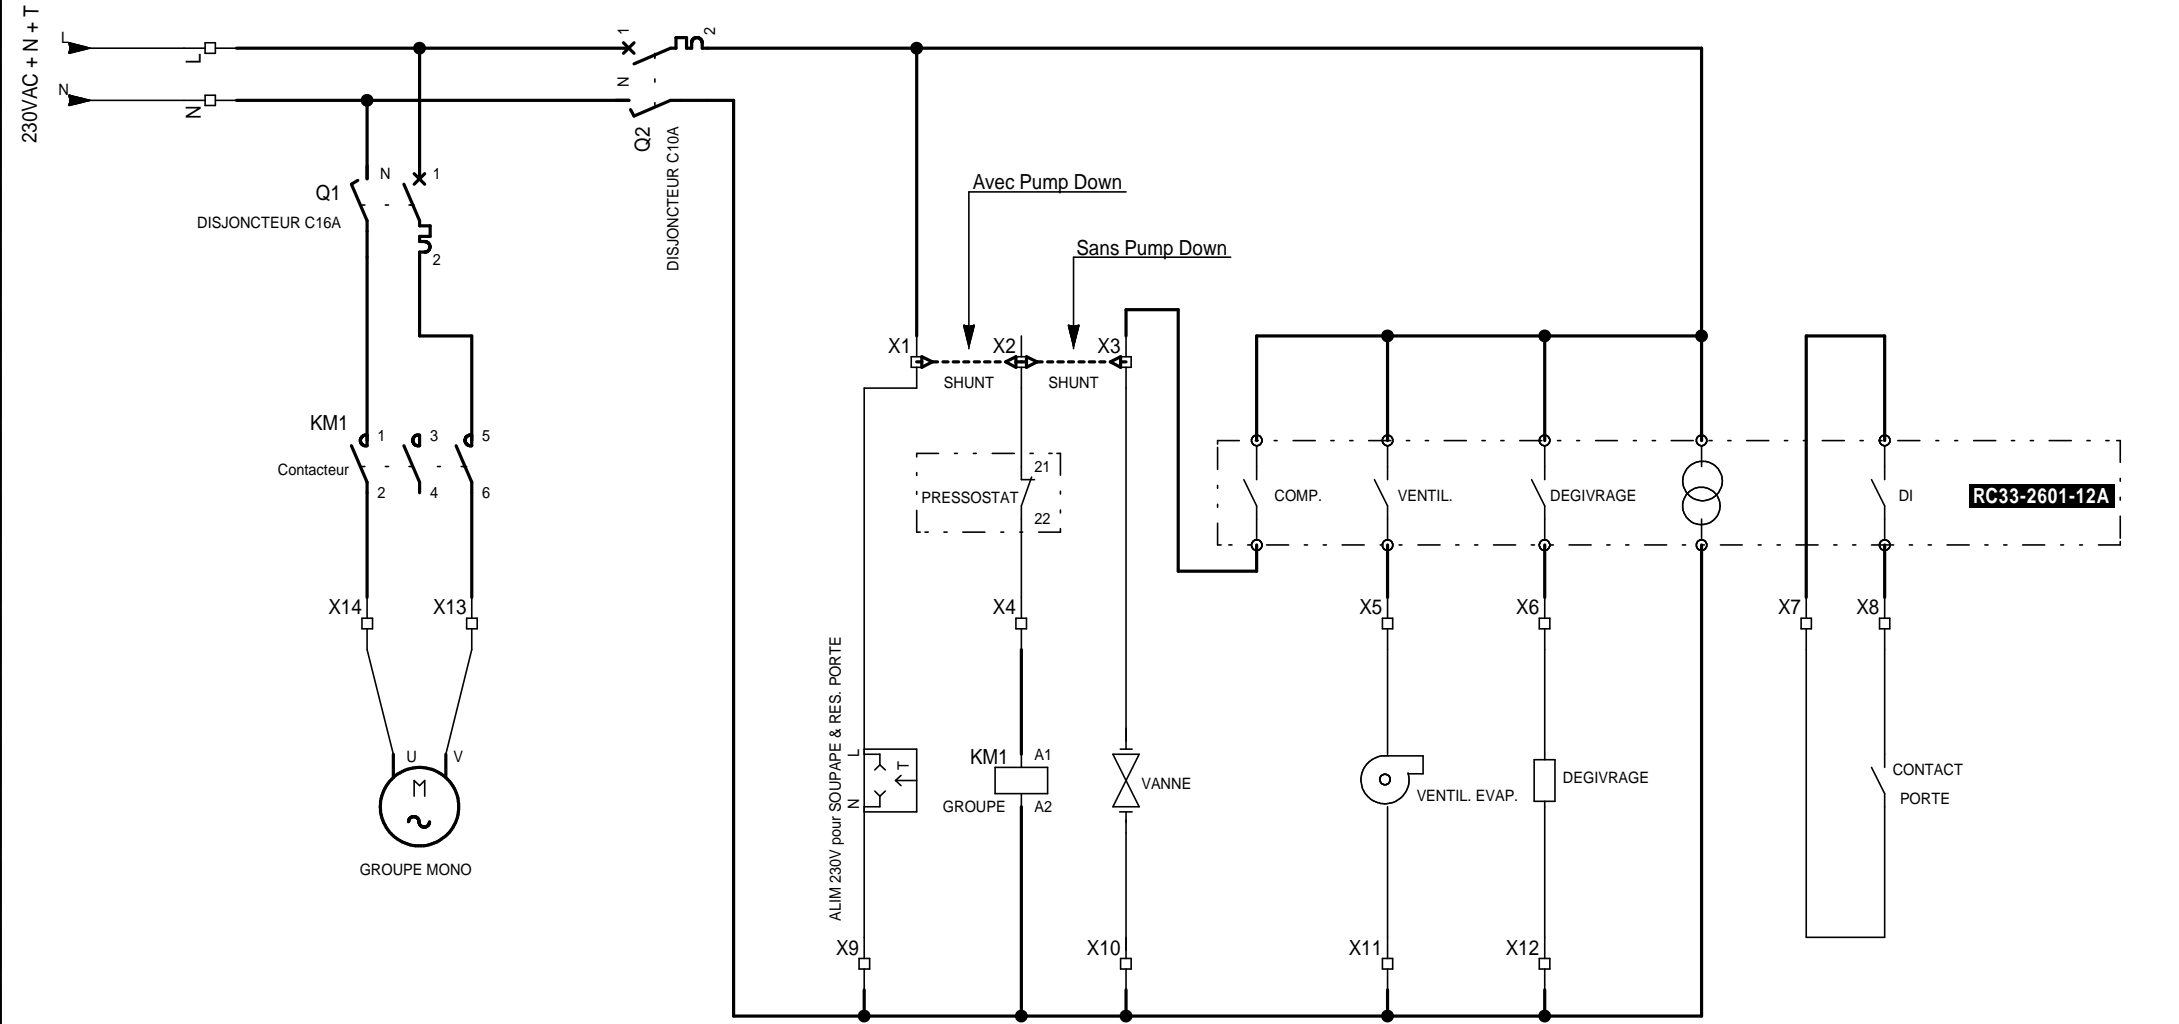 230VAC + N + T
L
L
N
N
1
2
N
Q2
DISJONCTEUR C10A
Q1
N
1
DISJONCTEUR C16A
2
Avec Pump Down
Sans Pump Down
X1
X2
X3
SHUNT
SHUNT
KM1
1
3
5
Contacteur
2
4
6
21
PRESSOSTAT
22
COMP.
VENTIL.
DEGIVRAGE
DI
RC33-2601-12A
X14
X13
X4
X5
X6
X7
X8
ALIM 230V pour SOUPAPE & RES. PORTE
U
V
M
GROUPE MONO
L
T
N
KM1
A1
GROUPE
A2
VANNE
VENTIL. EVAP.
DEGIVRAGE
CONTACT
PORTE
X9
X10
X11
X12